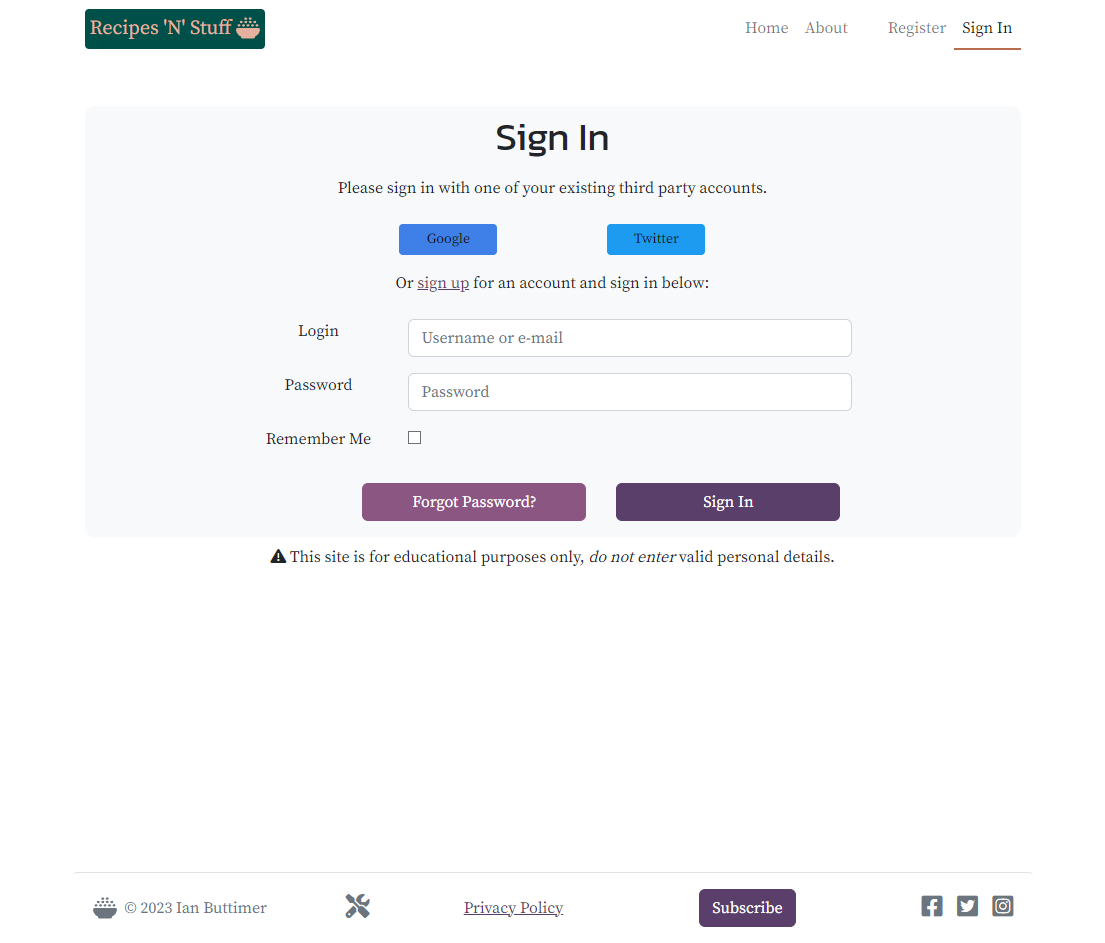 Recipes 'N' Stuff
Home About Register Sign In
Sign In
Please sign in with one of your existing third party accounts.
Google Twitter
Or sign up for an account and sign in below:
Login Username or e-mail
Password Password
Remember Me
Forgot Password? Sign In
This site is for educational purposes only, do not enter valid personal details.
© 2023 Ian Buttimer Privacy Policy Subscribe